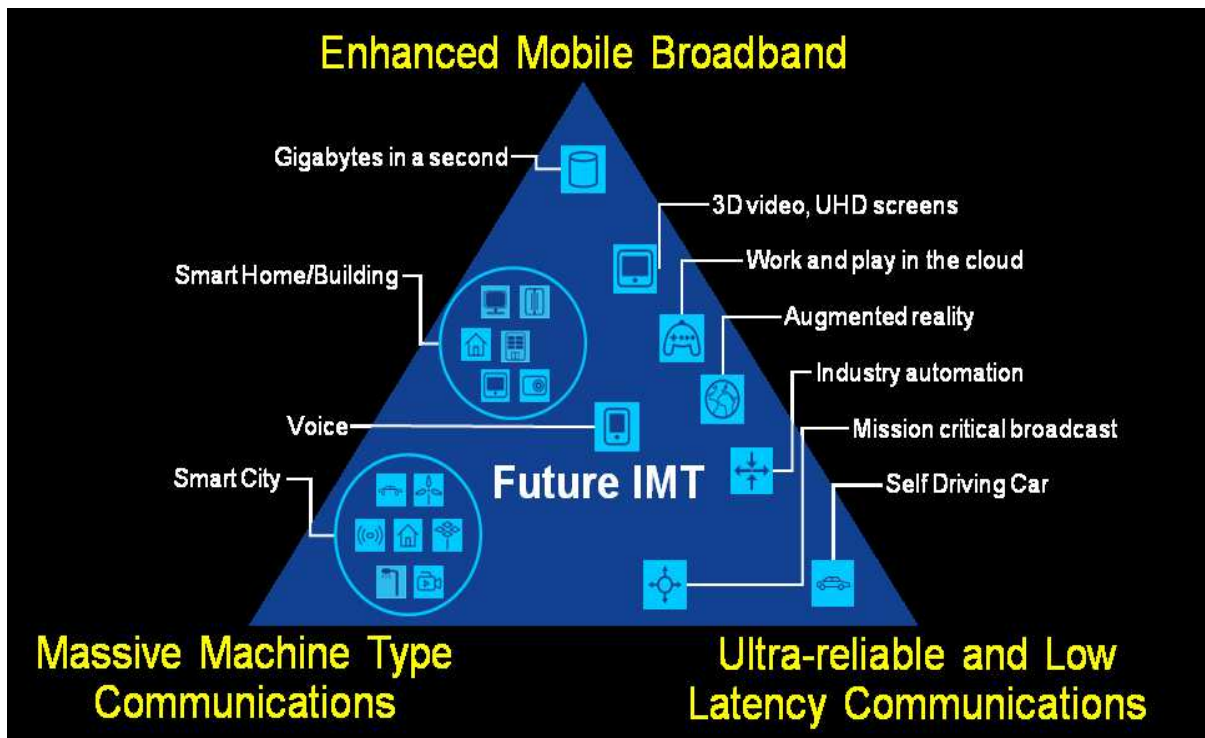 Enhanced Mobile Broadband
Gigabytes in a second
3D video, UHD screens
Smart Home/Building
Work and play in the cloud
Augmented reality
Industry automation
Voice
Mission critical broadcast
Smart City
Future IMT
Self Driving Car
Massive Machine Type
Communications
Ultra-reliable and Low
Latency Communications